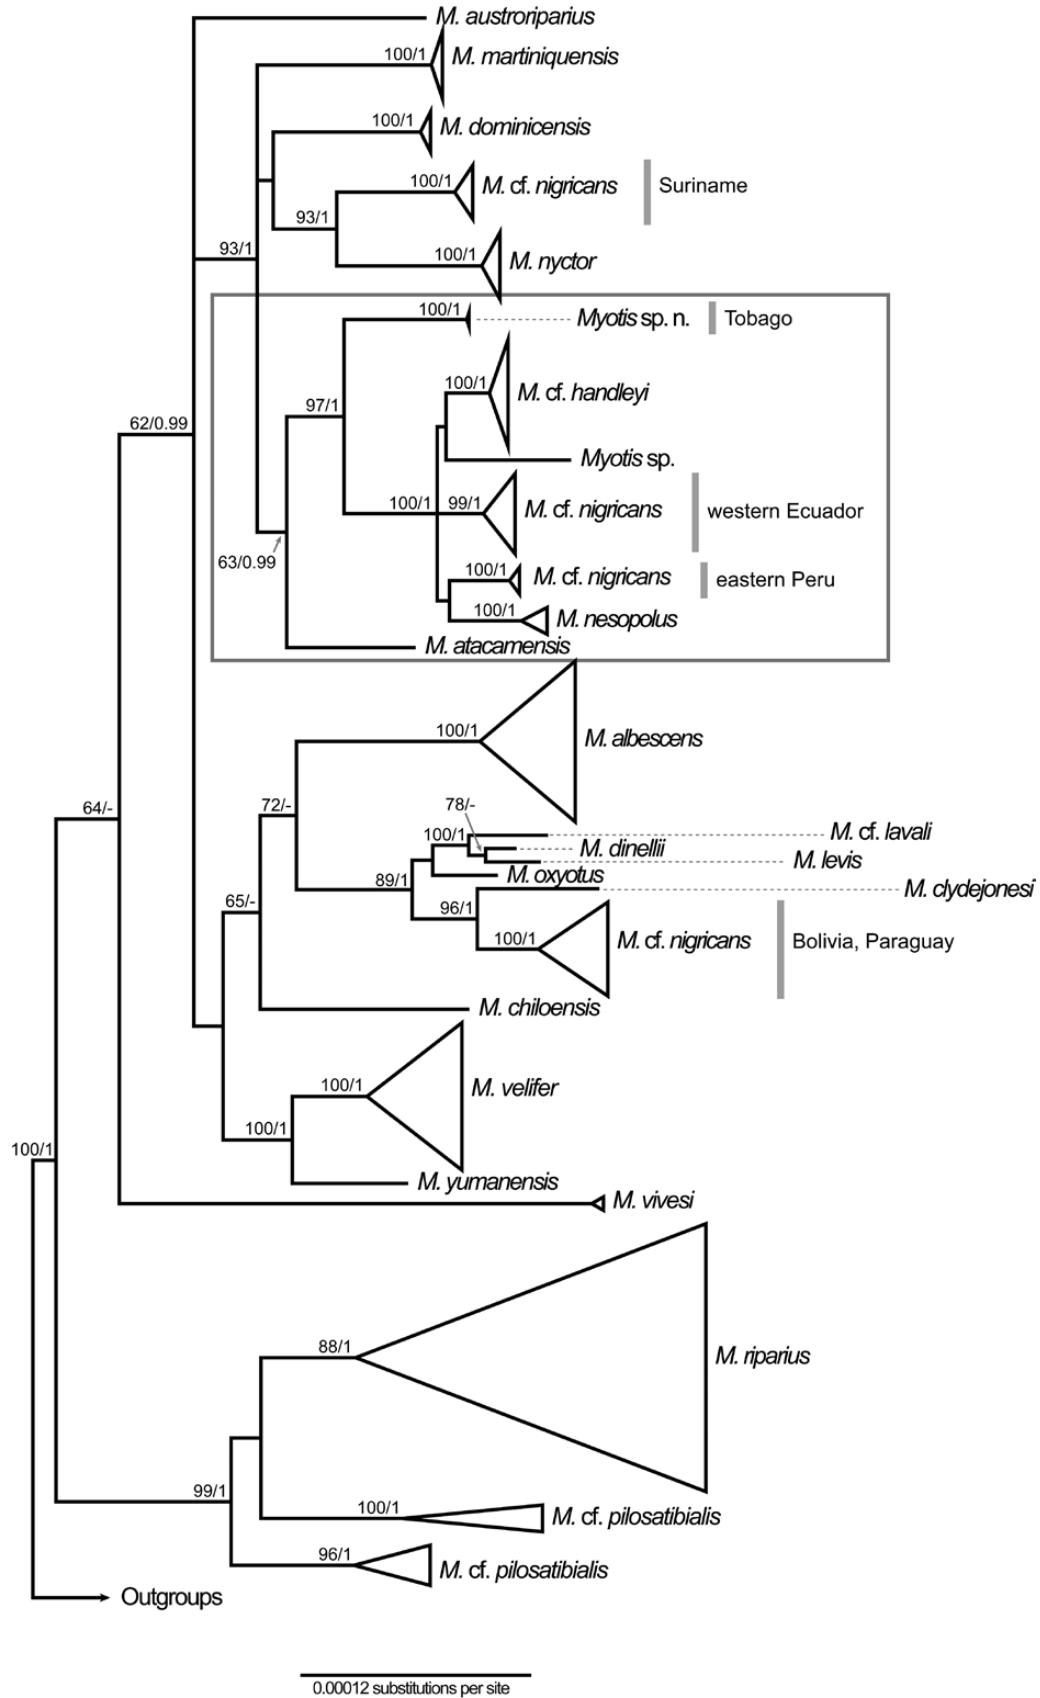 M. austroriparius
100/1
M. martiniquensis
100/1
M. dominicensis
100/1
M. cf. nigricans
Suriname
93/1
93/1
100/1
M. nyctor
100/1
Myotis sp. n.
Tobago
100/1
M. cf. handleyi
97/1
62/0.99
Myotis sp.
100/1
99/1
M. cf. nigricans
western Ecuador
63/0.99
100/1
M. cf. nigricans
eastern Peru
100/1
M. nesopolus
M. atacamensis
100/1
M. albescens
64/-
72/-
78/-
100/1
M. cf. lavali
M. dinellii
M. levis
M. oxyotus
89/1
M. clydejonesi
65/-
96/1
100/1
M. cf. nigricans
Bolivia, Paraguay
M. chiloensis
100/1
M. velifer
100/1
100/1
M. yumanensis
M. vivesi
88/1
M. riparius
99/1
100/1
M. cf. pilosatibialis
96/1
M. cf. pilosatibialis
Outgroups
0.00012 substitutions per site